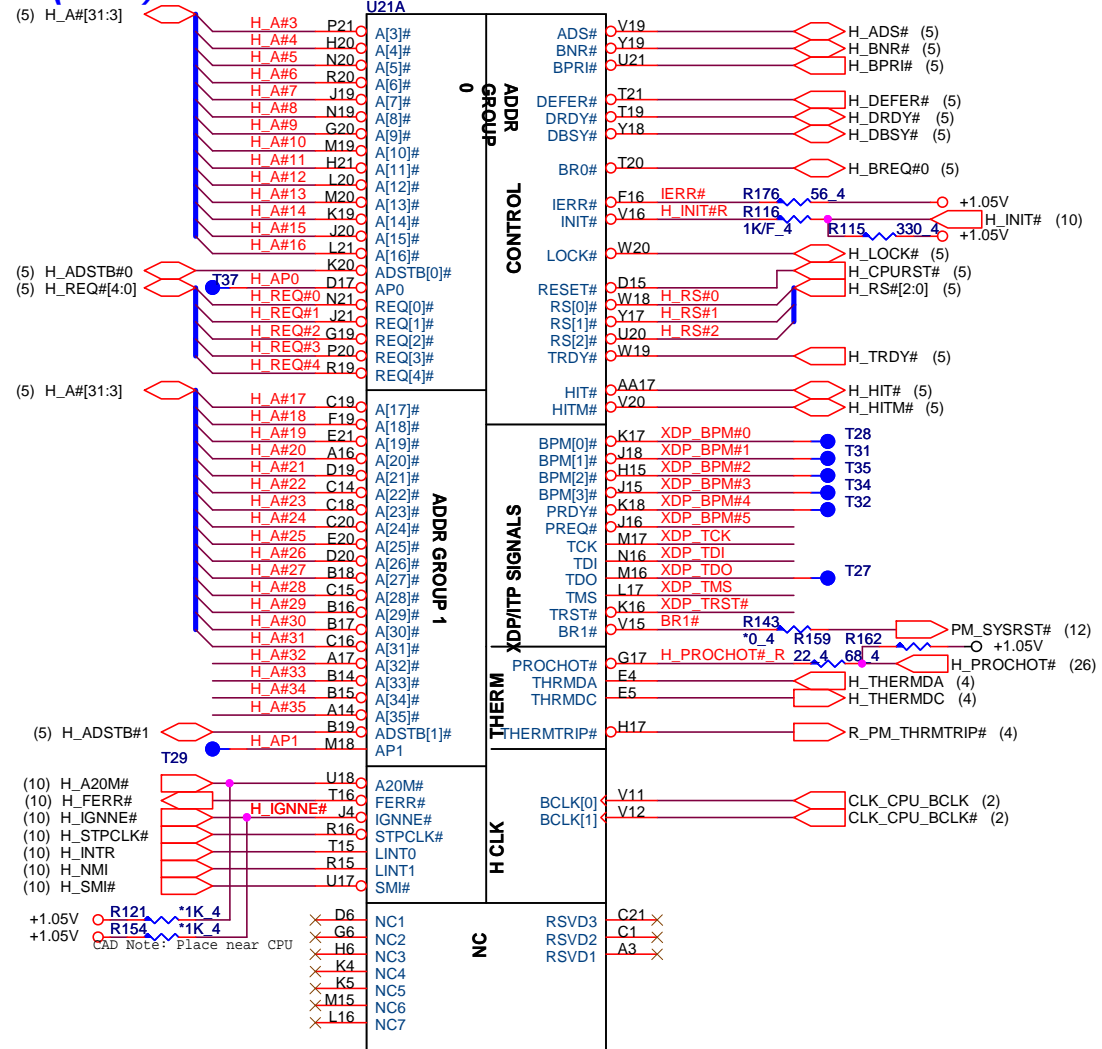 U21A
(5) H_A#[31:3]
H_A#3 P21 A[3]#
H_A#4 H20 A[4]#
H_A#5 N20 A[5]#
H_A#6 R20 A[6]#
H_A#7 J19 A[7]#
H_A#8 N19 A[8]#
H_A#9 G20 A[9]#
H_A#10 M19 A[10]#
H_A#11 H21 A[11]#
H_A#12 L20 A[12]#
H_A#13 M20 A[13]#
H_A#14 K19 A[14]#
H_A#15 J20 A[15]#
H_A#16 L21 A[16]#
(5) H_ADSTB#0 K20 ADSTB[0]#
T37 H_AP0 D17 AP0
(5) H_REQ#[4:0]
H_REQ#0 N21 REQ[0]#
H_REQ#1 J21 REQ[1]#
H_REQ#2 G19 REQ[2]#
H_REQ#3 P20 REQ[3]#
H_REQ#4 R19 REQ[4]#
(5) H_A#[31:3]
H_A#17 C19 A[17]#
H_A#18 F19 A[18]#
H_A#19 E21 A[19]#
H_A#20 A16 A[20]#
H_A#21 D19 A[21]#
H_A#22 C14 A[22]#
H_A#23 C18 A[23]#
H_A#24 C20 A[24]#
H_A#25 E20 A[25]#
H_A#26 D20 A[26]#
H_A#27 B18 A[27]#
H_A#28 C15 A[28]#
H_A#29 B16 A[29]#
H_A#30 B17 A[30]#
H_A#31 C16 A[31]#
H_A#32 A17 A[32]#
H_A#33 B14 A[33]#
H_A#34 B15 A[34]#
H_A#35 A14 A[35]#
(5) H_ADSTB#1 B19 ADSTB[1]#
T29 H_AP1 M18 AP1
(10) H_A20M# U18 A20M#
(10) H_FERR# T16 FERR#
(10) H_IGNNE# H_IGNNE# J4 IGNNE#
(10) H_STPCLK# R16 STPCLK#
(10) H_INTR T15 LINT0
(10) H_NMI R15 LINT1
(10) H_SMI# U17 SMI#
+1.05V R121 *1K_4
+1.05V R154 *1K_4
CAD Note: Place near CPU
D6 NC1
G6 NC2
H6 NC3
K4 NC4
K5 NC5
M15 NC6
L16 NC7
ADDR GROUP 0
CONTROL
ADDR GROUP 1
XDP/ITP SIGNALS
THERM
H CLK
NC
ADS# V19 H_ADS# (5)
BNR# Y19 H_BNR# (5)
BPRI# U21 H_BPRI# (5)
DEFER# T21 H_DEFER# (5)
DRDY# T19 H_DRDY# (5)
DBSY# Y18 H_DBSY# (5)
BR0# T20 H_BREQ#0 (5)
IERR# F16 IERR# R176 56_4 +1.05V
INIT# V16 H_INIT#R R116 1K/F_4 H_INIT# (10)
R115 330_4 +1.05V
LOCK# W20 H_LOCK# (5)
RESET# D15 H_CPURST# (5)
H_RS#[2:0] (5)
RS[0]# W18 H_RS#0
RS[1]# Y17 H_RS#1
RS[2]# U20 H_RS#2
TRDY# W19 H_TRDY# (5)
HIT# AA17 H_HIT# (5)
HITM# V20 H_HITM# (5)
BPM[0]# K17 XDP_BPM#0 T28
BPM[1]# J18 XDP_BPM#1 T31
BPM[2]# H15 XDP_BPM#2 T35
BPM[3]# J15 XDP_BPM#3 T34
PRDY# K18 XDP_BPM#4 T32
PREQ# J16 XDP_BPM#5
TCK M17 XDP_TCK
TDI N16 XDP_TDI
TDO M16 XDP_TDO T27
TMS L17 XDP_TMS
TRST# K16 XDP_TRST#
BR1# V15 BR1# R143 *0_4 PM_SYSRST# (12)
R162 68_4 +1.05V
PROCHOT# G17 H_PROCHOT#_R R159 22_4 H_PROCHOT# (26)
THRMDA E4 H_THERMDA (4)
THRMDC E5 H_THERMDC (4)
THERMTRIP# H17 R_PM_THRMTRIP# (4)
BCLK[0] V11 CLK_CPU_BCLK (2)
BCLK[1] V12 CLK_CPU_BCLK# (2)
RSVD3 C21
RSVD2 C1
RSVD1 A3